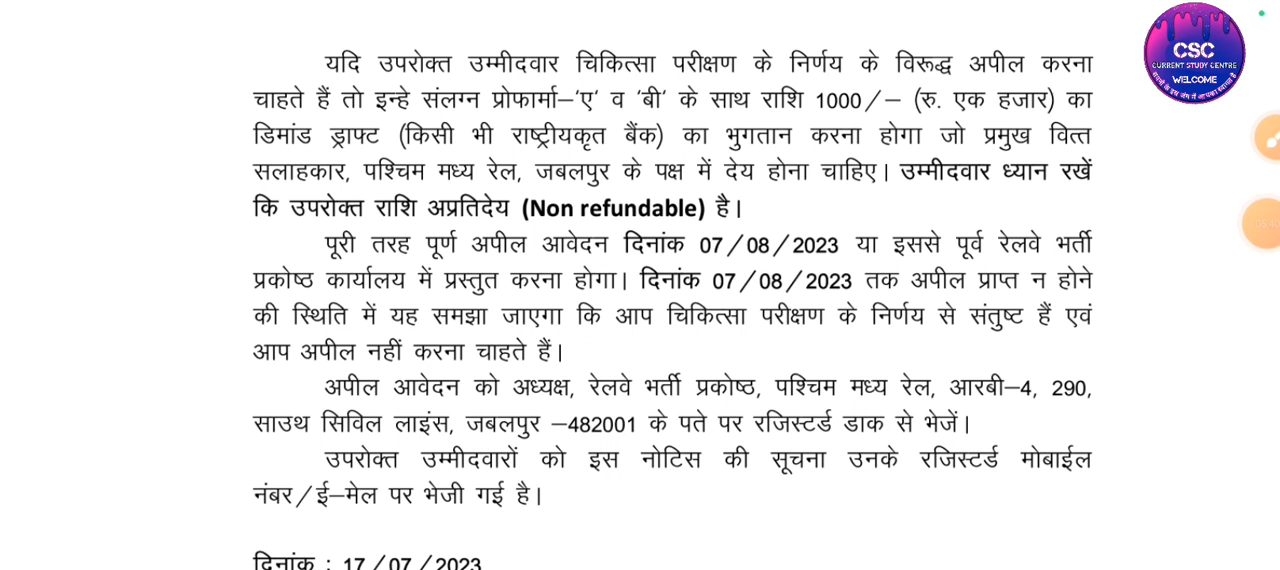 यदि उपरोक्त उम्मीदवार चिकित्सा परीक्षण के निर्णय के विरूद्ध अपील करना
चाहते हैं तो इन्हे संलग्न प्रोफार्मा–'ए' व 'बी' के साथ राशि 1000/– (रु. एक हजार) का
डिमांड ड्राफ्ट (किसी भी राष्ट्रीयकृत बैंक) का भुगतान करना होगा जो प्रमुख वित्त
सलाहकार, पश्चिम मध्य रेल, जबलपुर के पक्ष में देय होना चाहिए। उम्मीदवार ध्यान रखें
कि उपरोक्त राशि अप्रतिदेय (Non refundable) है।
पूरी तरह पूर्ण अपील आवेदन दिनांक 07/08/2023 या इससे पूर्व रेलवे भर्ती
प्रकोष्ठ कार्यालय में प्रस्तुत करना होगा। दिनांक 07/08/2023 तक अपील प्राप्त न होने
की स्थिति में यह समझा जाएगा कि आप चिकित्सा परीक्षण के निर्णय से संतुष्ट हैं एवं
आप अपील नहीं करना चाहते हैं।
अपील आवेदन को अध्यक्ष, रेलवे भर्ती प्रकोष्ठ, पश्चिम मध्य रेल, आरबी–4, 290,
साउथ सिविल लाइंस, जबलपुर –482001 के पते पर रजिस्टर्ड डाक से भेजें।
उपरोक्त उम्मीदवारों को इस नोटिस की सूचना उनके रजिस्टर्ड मोबाईल
नंबर/ई–मेल पर भेजी गई है।
दिनांक : 17/07/2023
CSC
CURRENT STUDY CENTRE
WELCOME